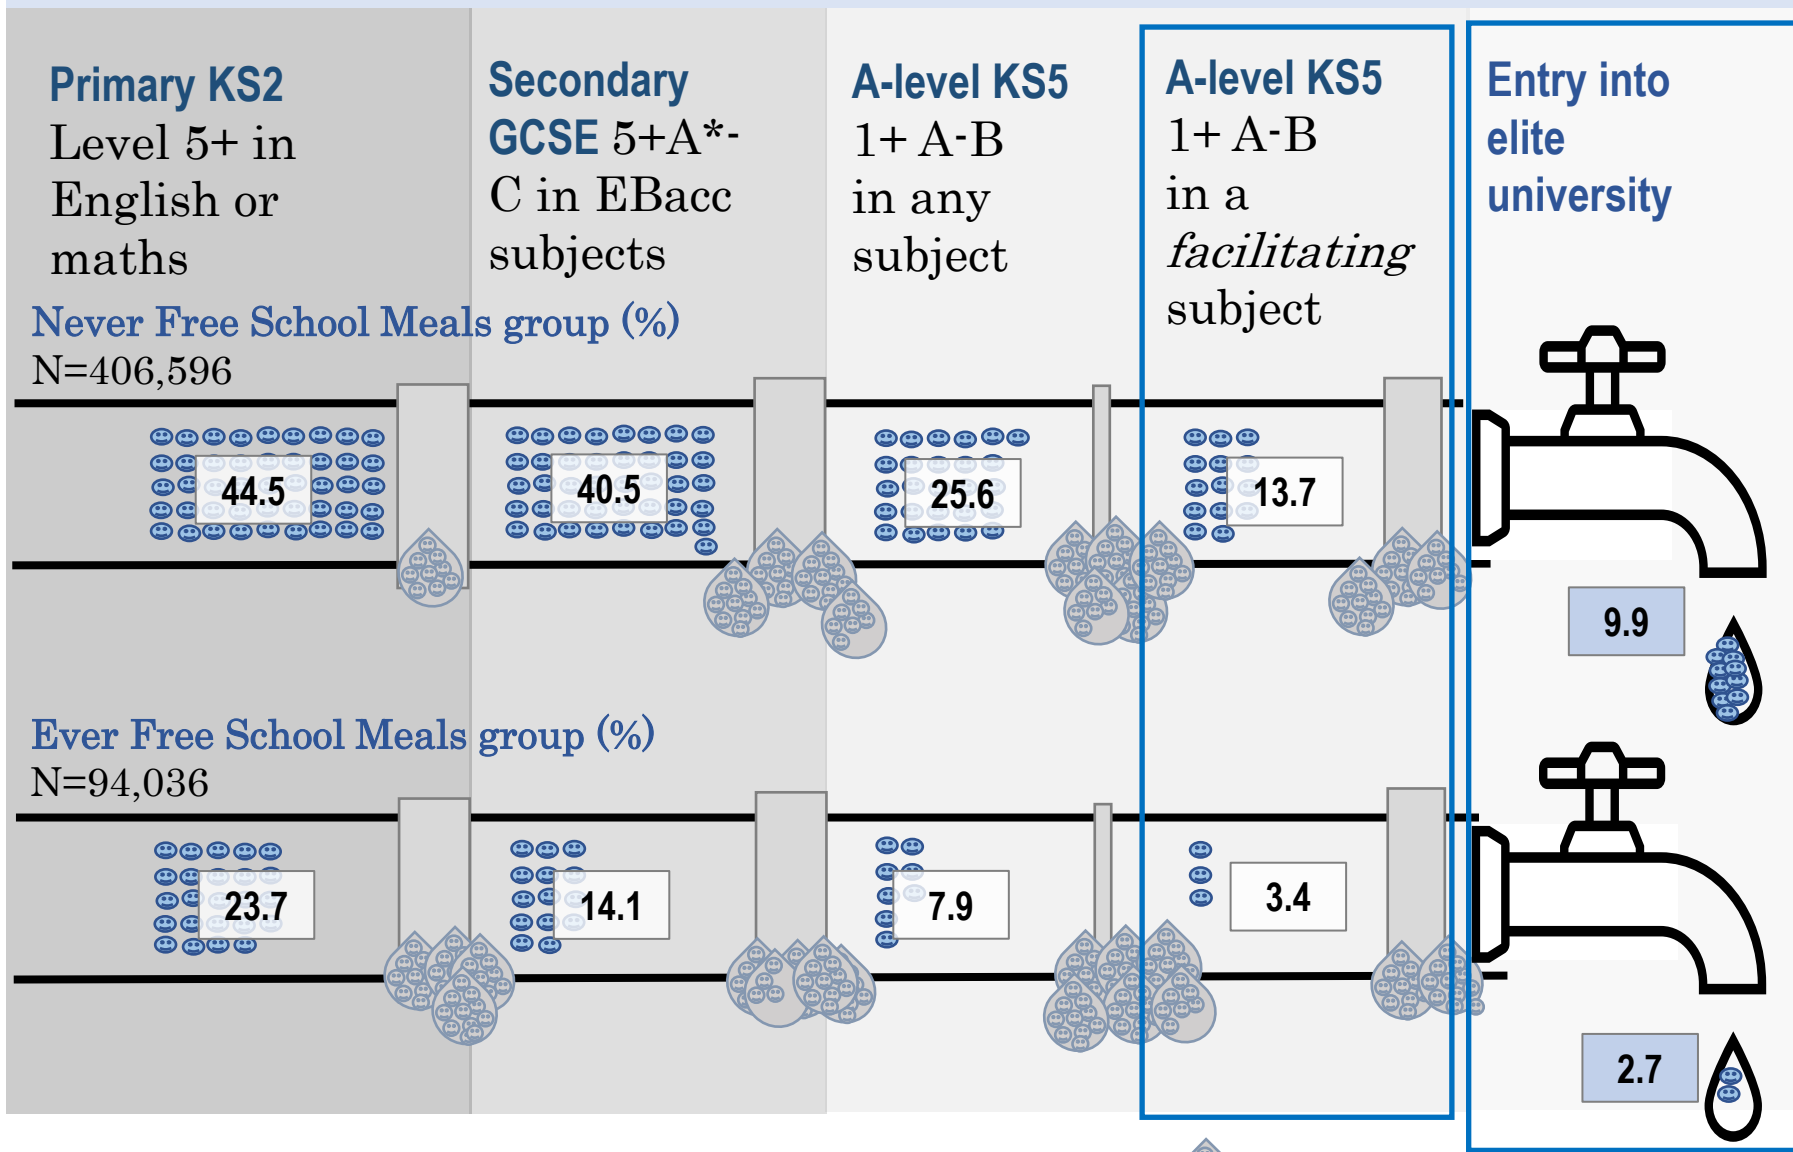 Primary KS2
Level 5+ in
English or
maths
Secondary
GCSE 5+A*-
C in EBacc
subjects
A-level KS5
1+ A-B
in any
subject
A-level KS5
1+ A-B
in a
facilitating
subject
Entry into
elite
university
Never Free School Meals group (%)
N=406,596
44.5
40.5
25.6
13.7
9.9
Ever Free School Meals group (%)
N=94,036
23.7
14.1
7.9
3.4
2.7